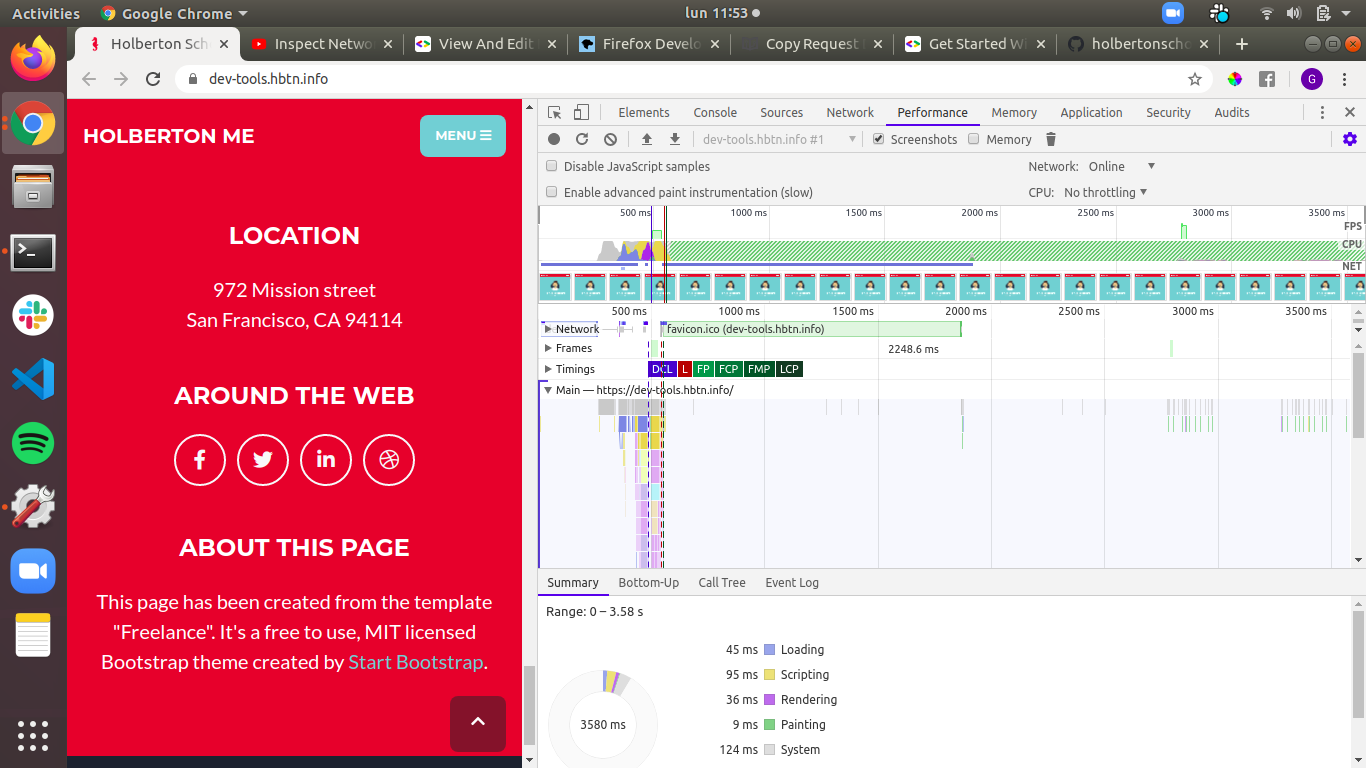 Activities
Google Chrome
lun 11:53
Holberton Sch
Inspect Netwo
View And Edit
Firefox Develo
Copy Request
Get Started Wi
holbertonscho
dev-tools.hbtn.info
G
HOLBERTON ME
MENU
LOCATION
972 Mission street
San Francisco, CA 94114
AROUND THE WEB
ABOUT THIS PAGE
This page has been created from the template
"Freelance". It's a free to use, MIT licensed
Bootstrap theme created by Start Bootstrap.
Elements Console Sources Network Performance Memory Application Security Audits
dev-tools.hbtn.info #1 Screenshots Memory
Disable JavaScript samples Network: Online
Enable advanced paint instrumentation (slow) CPU: No throttling
500 ms 1000 ms 1500 ms 2000 ms 2500 ms 3000 ms 3500 ms
FPS
CPU
NET
500 ms 1000 ms 1500 ms 2000 ms 2500 ms 3000 ms 3500 ms
Network favicon.ico (dev-tools.hbtn.info)
Frames 2248.6 ms
Timings DCL L FP FCP FMP LCP
Main — https://dev-tools.hbtn.info/
Summary Bottom-Up Call Tree Event Log
Range: 0 – 3.58 s
3580 ms
45 ms Loading
95 ms Scripting
36 ms Rendering
9 ms Painting
124 ms System